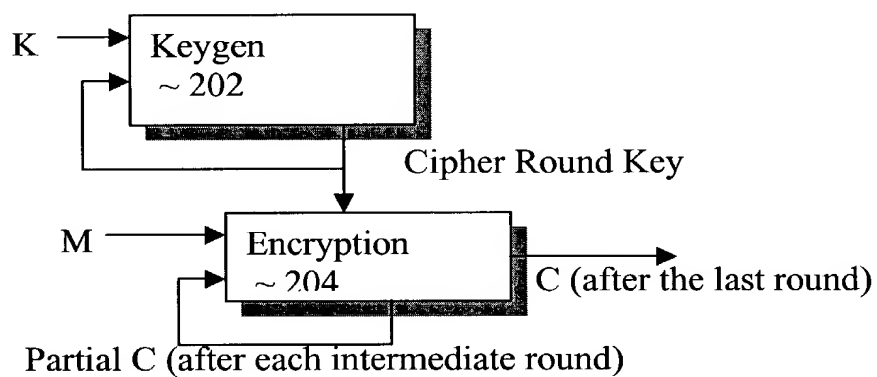 K
Keygen
~ 202
Cipher Round Key
M
Encryption
~ 204
C (after the last round)
Partial C (after each intermediate round)